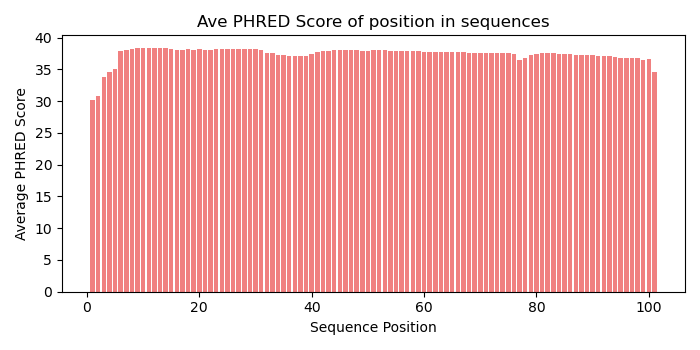 Ave PHRED Score of position in sequences
Average PHRED Score
40
35
30
25
20
15
10
5
0
0 20 40 60 80 100
Sequence Position